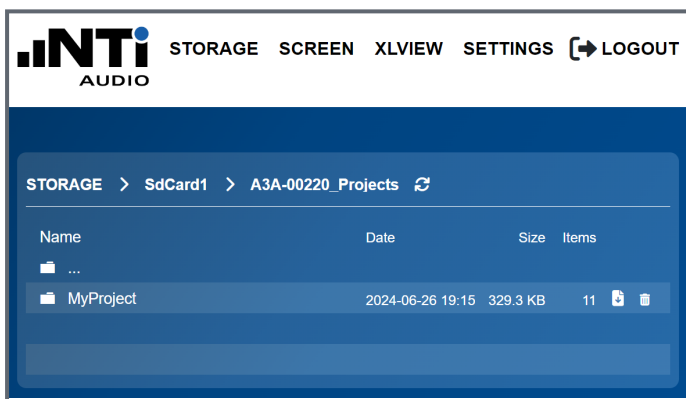 NTi AUDIO
STORAGE SCREEN XLVIEW SETTINGS LOGOUT
STORAGE > SdCard1 > A3A-00220_Projects
Name Date Size Items
...
MyProject 2024-06-26 19:15 329.3 KB 11